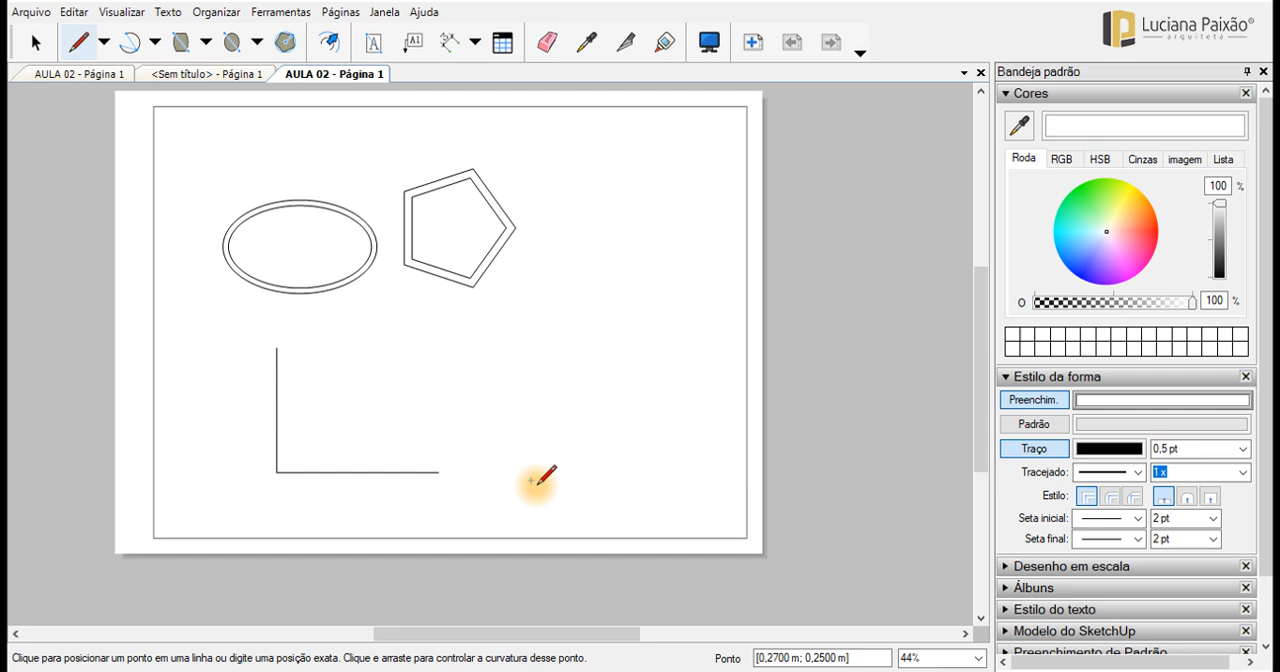 Arquivo Editar Visualizar Texto Organizar Ferramentas Páginas Janela Ajuda
Luciana Paixão®
arquiteta
A A1
AULA 02 - Página 1 <Sem título> - Página 1 AULA 02 - Página 1
Bandeja padrão
Cores
Roda RGB HSB Cinzas imagem Lista
100 %
O 100 %
Estilo da forma
Preenchim.
Padrão
Traço 0,5 pt
Tracejado: 1 x
Estilo:
Seta inicial: 2 pt
Seta final: 2 pt
Desenho em escala
Álbuns
Estilo do texto
Modelo do SketchUp
Preenchimento de Padrão
Clique para posicionar um ponto em uma linha ou digite uma posição exata. Clique e arraste para controlar a curvatura desse ponto. Ponto [0,2700 m; 0,2500 m] 44%